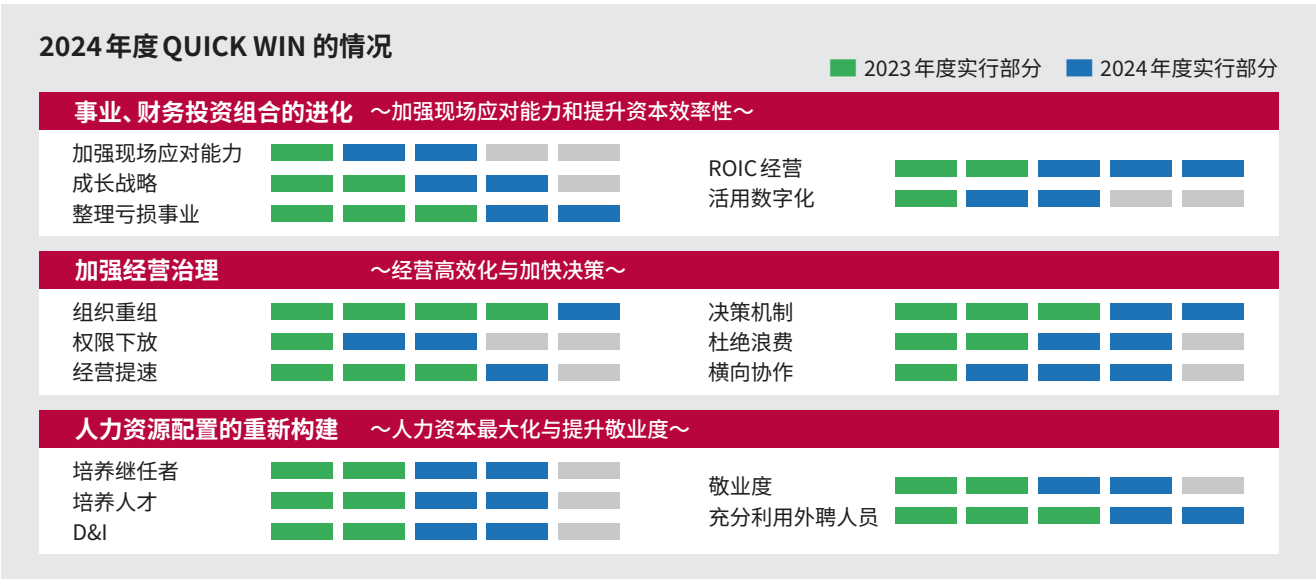 2024年度QUICK WIN 的情况
2023年度实行部分 2024年度实行部分
事业、财务投资组合的进化 ～加强现场应对能力和提升资本效率性～
加强现场应对能力
成长战略
整理亏损事业
ROIC经营
活用数字化
加强经营治理 ～经营高效化与加快决策～
组织重组
权限下放
经营提速
决策机制
杜绝浪费
横向协作
人力资源配置的重新构建 ～人力资本最大化与提升敬业度～
培养继任者
培养人才
D&I
敬业度
充分利用外聘人员